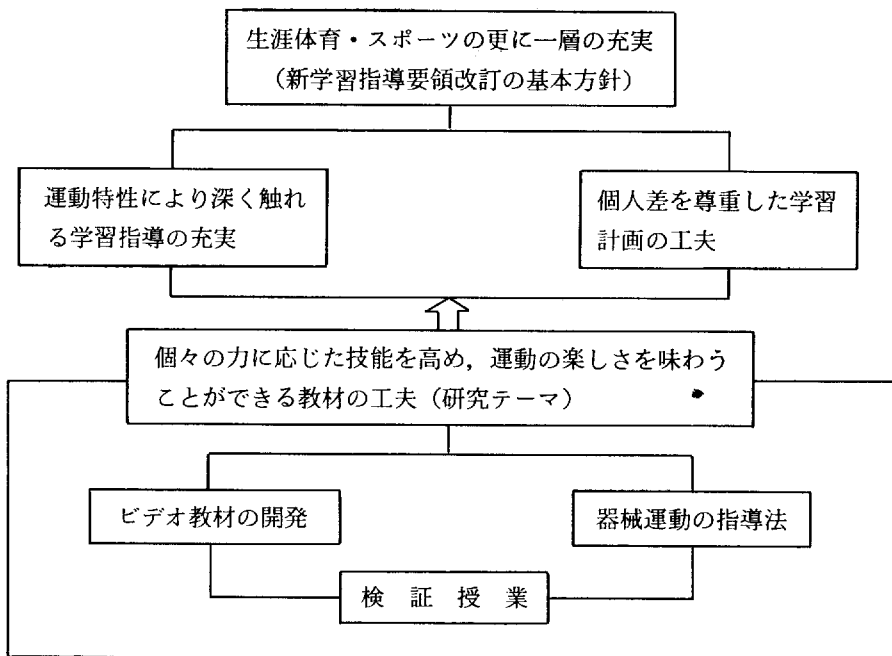 生涯体育・スポーツの更に一層の充実
（新学習指導要領改訂の基本方針）
運動特性により深く触れ
る学習指導の充実
個人差を尊重した学習
計画の工夫
個々の力に応じた技能を高め，運動の楽しさを味わう
ことができる教材の工夫（研究テーマ）
ビデオ教材の開発
器械運動の指導法
検　証　授　業